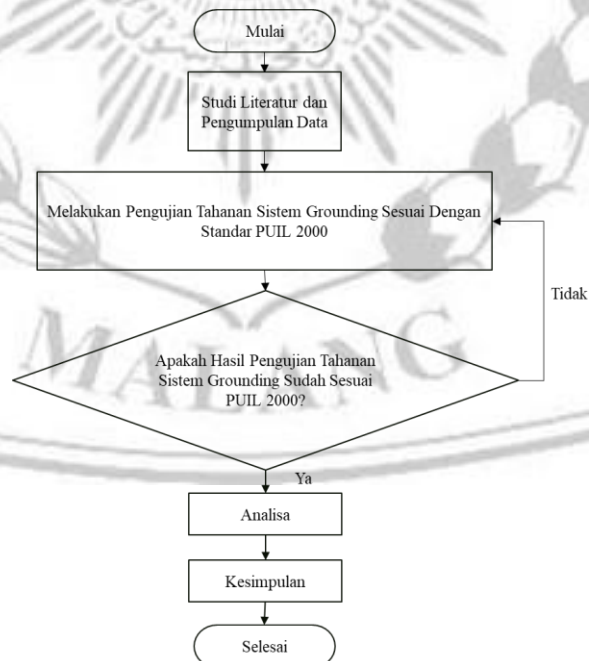 Mulai
Studi Literatur dan
Pengumpulan Data
Melakukan Pengujian Tahanan Sistem Grounding Sesuai Dengan
Standar PUIL 2000
Tidak
MALANG
Apakah Hasil Pengujian Tahanan
Sistem Grounding Sudah Sesuai
PUIL 2000?
Ya
Analisa
Kesimpulan
Selesai